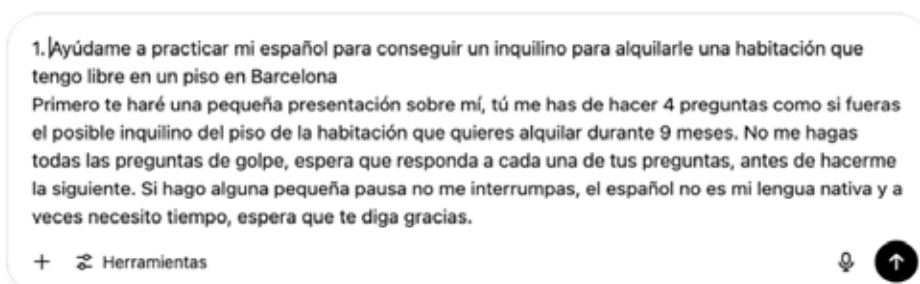 1. Ayúdame a practicar mi español para conseguir un inquilino para alquilarle una habitación que
tengo libre en un piso en Barcelona
Primero te haré una pequeña presentación sobre mí, tú me has de hacer 4 preguntas como si fueras
el posible inquilino del piso de la habitación que quieres alquilar durante 9 meses. No me hagas
todas las preguntas de golpe, espera que responda a cada una de tus preguntas, antes de hacerme
la siguiente. Si hago alguna pequeña pausa no me interrumpas, el español no es mi lengua nativa y a
veces necesito tiempo, espera que te diga gracias.
Herramientas